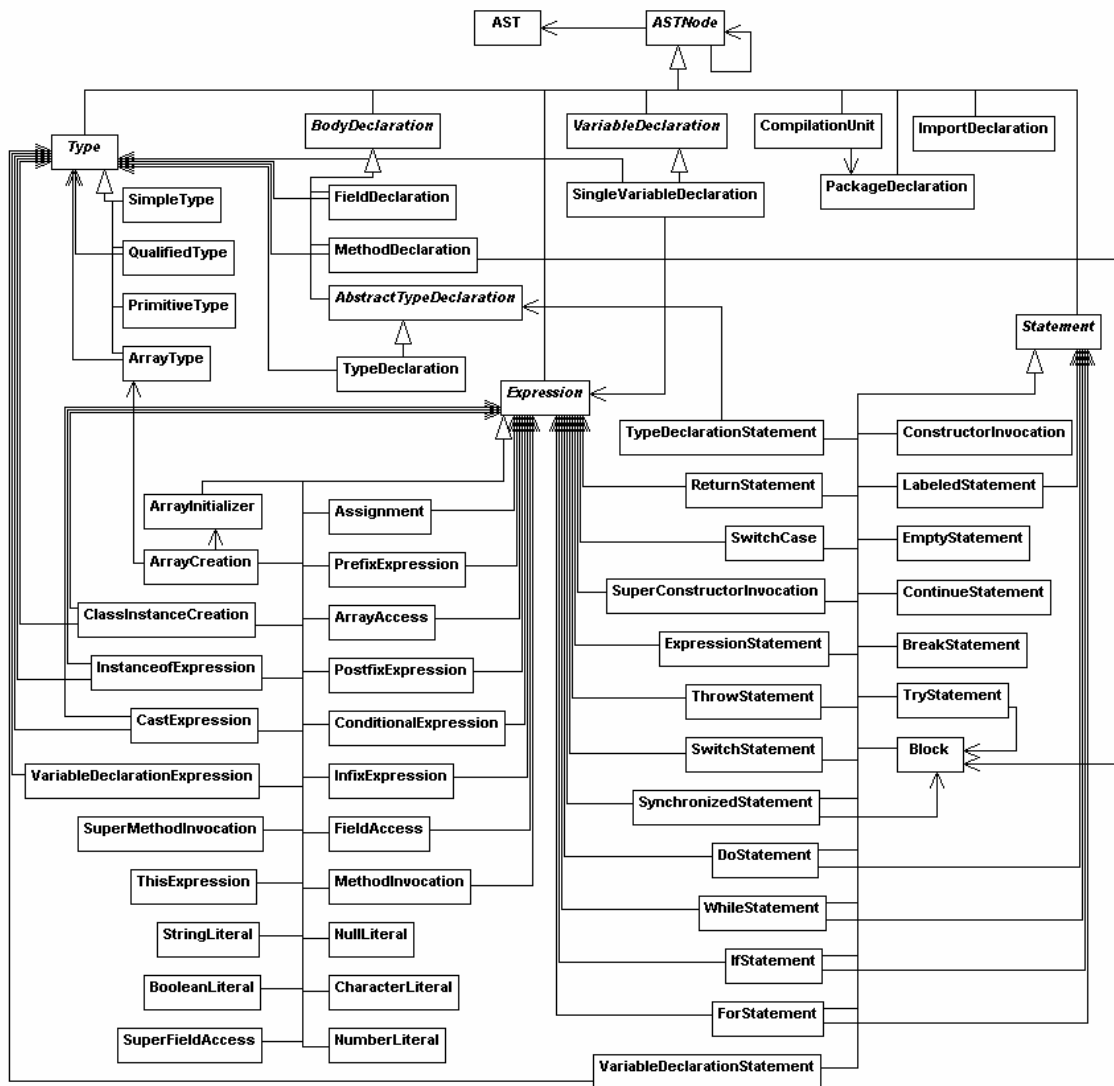 AST
ASTNode
BodyDeclaration
VariableDeclaration
CompilationUnit
ImportDeclaration
Type
SimpleType
FieldDeclaration
SingleVariableDeclaration
PackageDeclaration
QualifiedType
MethodDeclaration
PrimitiveType
AbstractTypeDeclaration
Statement
ArrayType
TypeDeclaration
Expression
TypeDeclarationStatement
ConstructorInvocation
ArrayInitializer
Assignment
ReturnStatement
LabeledStatement
ArrayCreation
PrefixExpression
SwitchCase
EmptyStatement
ClassInstanceCreation
ArrayAccess
SuperConstructorInvocation
ContinueStatement
InstanceofExpression
PostfixExpression
ExpressionStatement
BreakStatement
CastExpression
ConditionalExpression
ThrowStatement
TryStatement
VariableDeclarationExpression
InfixExpression
SwitchStatement
Block
SuperMethodInvocation
FieldAccess
SynchronizedStatement
ThisExpression
MethodInvocation
DoStatement
StringLiteral
NullLiteral
WhileStatement
BooleanLiteral
CharacterLiteral
IfStatement
SuperFieldAccess
NumberLiteral
ForStatement
VariableDeclarationStatement